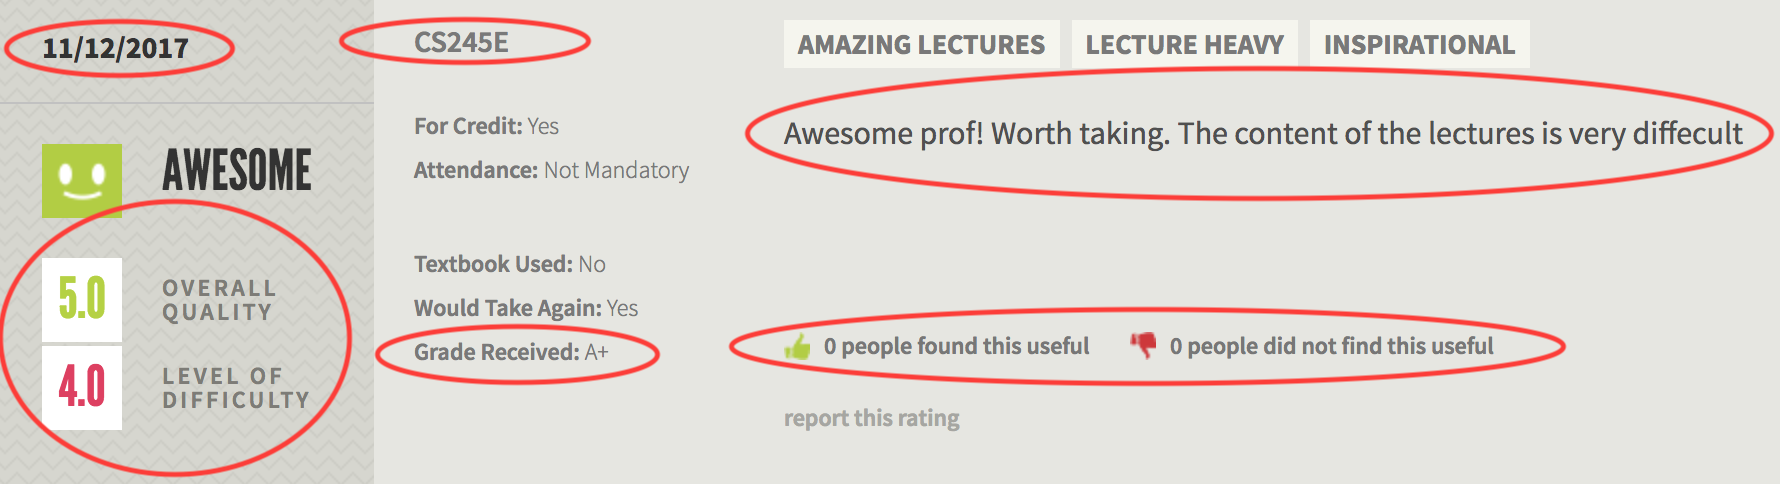 11/12/2017
AWESOME
5.0 OVERALL QUALITY
4.0 LEVEL OF DIFFICULTY
CS245E
For Credit: Yes
Attendance: Not Mandatory
Textbook Used: No
Would Take Again: Yes
Grade Received: A+
AMAZING LECTURES LECTURE HEAVY INSPIRATIONAL
Awesome prof! Worth taking. The content of the lectures is very diffecult
0 people found this useful 0 people did not find this useful
report this rating